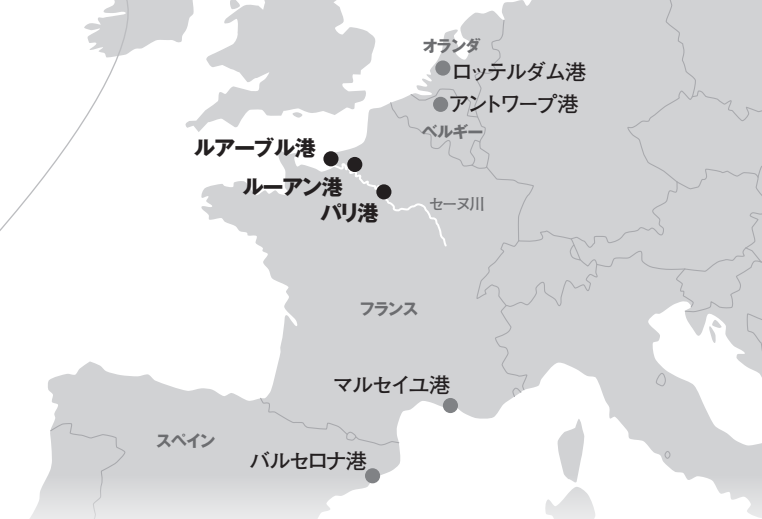 オランダ
ロッテルダム港
アントワープ港
ベルギー
ルアーブル港
ルーアン港
パリ港
セーヌ川
フランス
マルセイユ港
スペイン
バルセロナ港